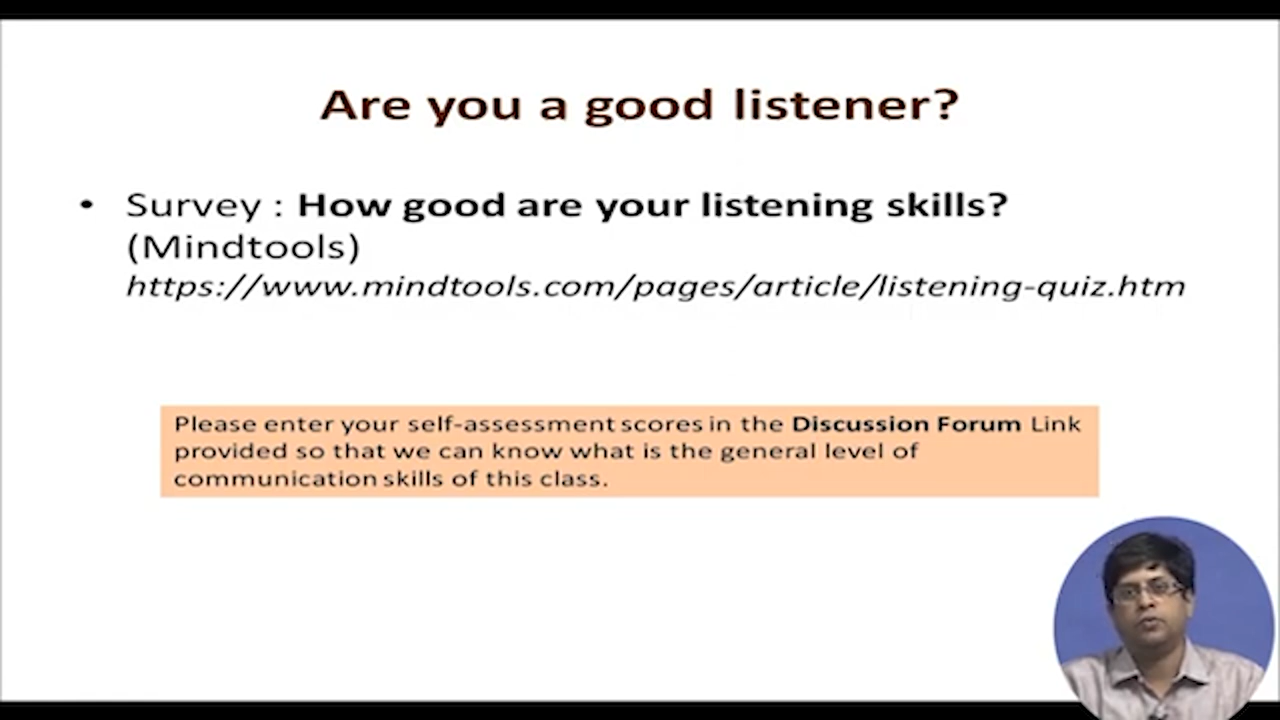 Are you a good listener?
• Survey : How good are your listening skills?
(Mindtools)
https://www.mindtools.com/pages/article/listening-quiz.htm
Please enter your self-assessment scores in the Discussion Forum Link
provided so that we can know what is the general level of
communication skills of this class.